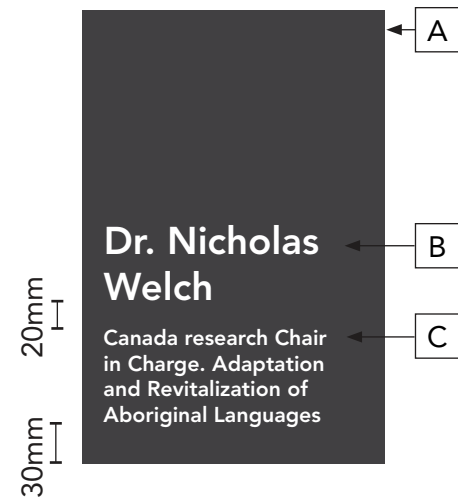 A
Dr. Nicholas
Welch
B
20mm
Canada research Chair
in Charge. Adaptation
and Revitalization of
Aboriginal Languages
C
30mm